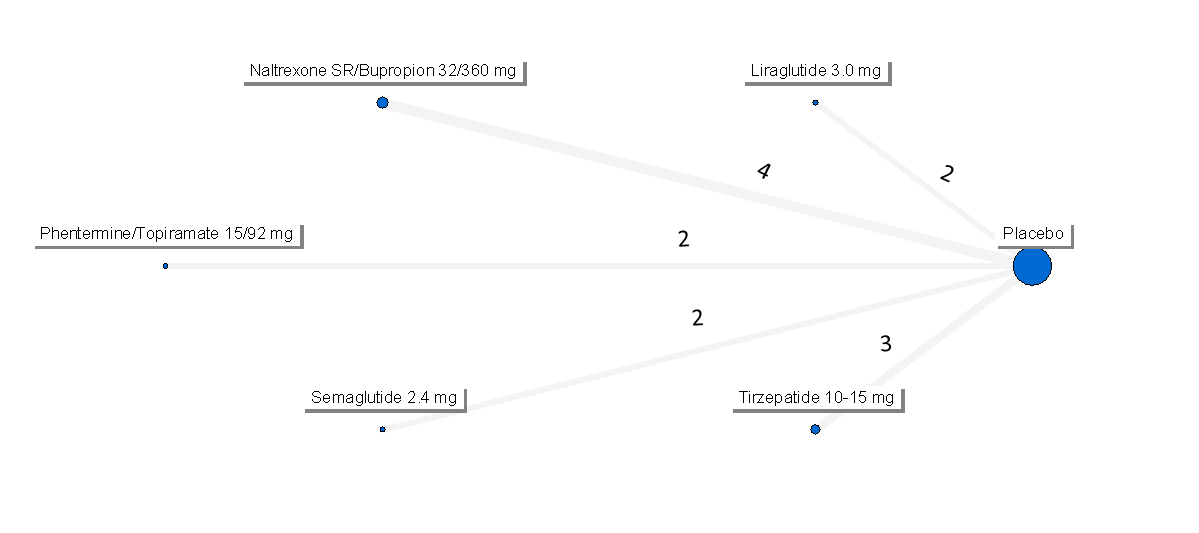 Naltrexone SR/Bupropion 32/360 mg
Liraglutide 3.0 mg
4
2
Phentermine/Topiramate 15/92 mg
2
Placebo
2
3
Semaglutide 2.4 mg
Tirzepatide 10-15 mg